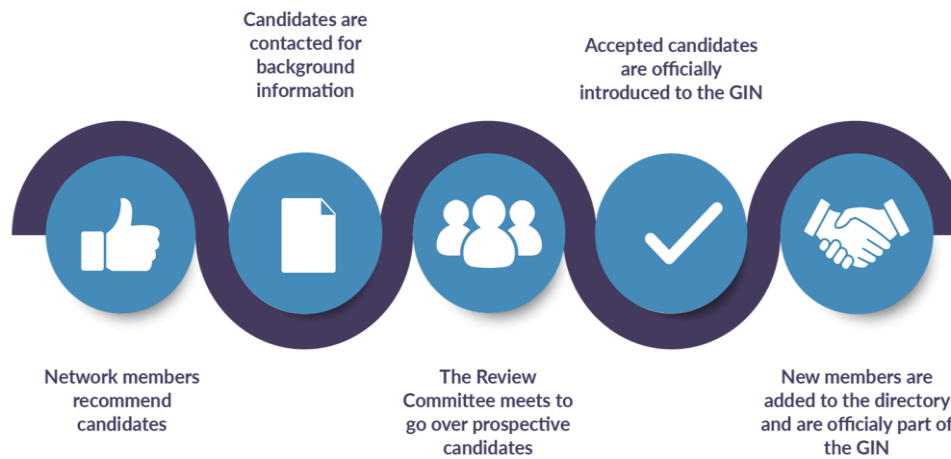 Network members
recommend
candidates
Candidates are
contacted for
background
information
The Review
Committee meets to
go over prospective
candidates
Accepted candidates
are officially
introduced to the GIN
New members are
added to the directory
and are officialy part of
the GIN